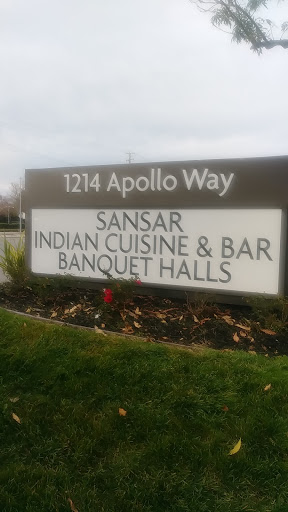 1214 Apollo Way
SANSAR
INDIAN CUISINE & BAR
BANQUET HALLS